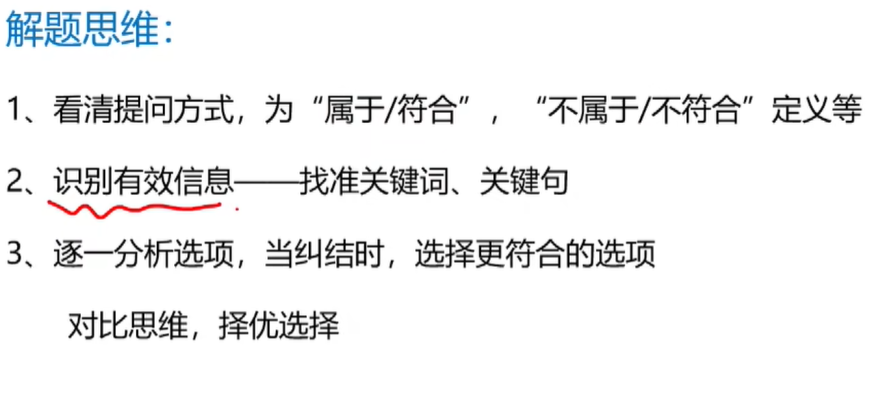 解题思维：
1、看清提问方式，为“属于/符合”，“不属于/不符合”定义等
2、识别有效信息——找准关键词、关键句
3、逐一分析选项，当纠结时，选择更符合的选项
对比思维，择优选择